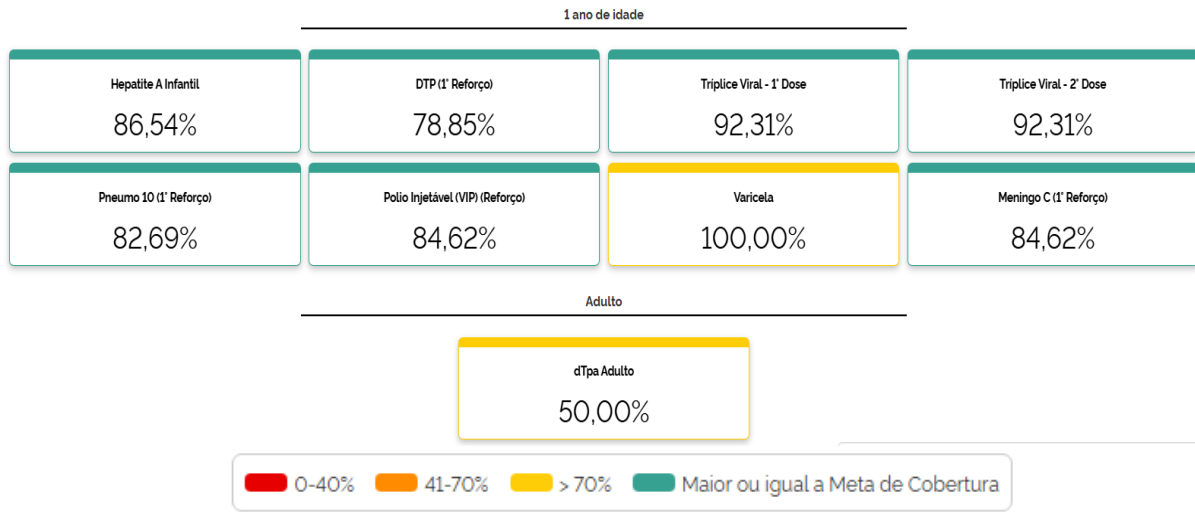 1 ano de idade
Hepatite A Infantil
86,54%
DTP (1° Reforço)
78,85%
Tríplice Viral - 1° Dose
92,31%
Tríplice Viral - 2° Dose
92,31%
Pneumo 10 (1° Reforço)
82,69%
Polio Injetável (VIP) (Reforço)
84,62%
Varicela
100,00%
Meningo C (1° Reforço)
84,62%
Adulto
dTpa Adulto
50,00%
0-40%
41-70%
> 70%
Maior ou igual a Meta de Cobertura